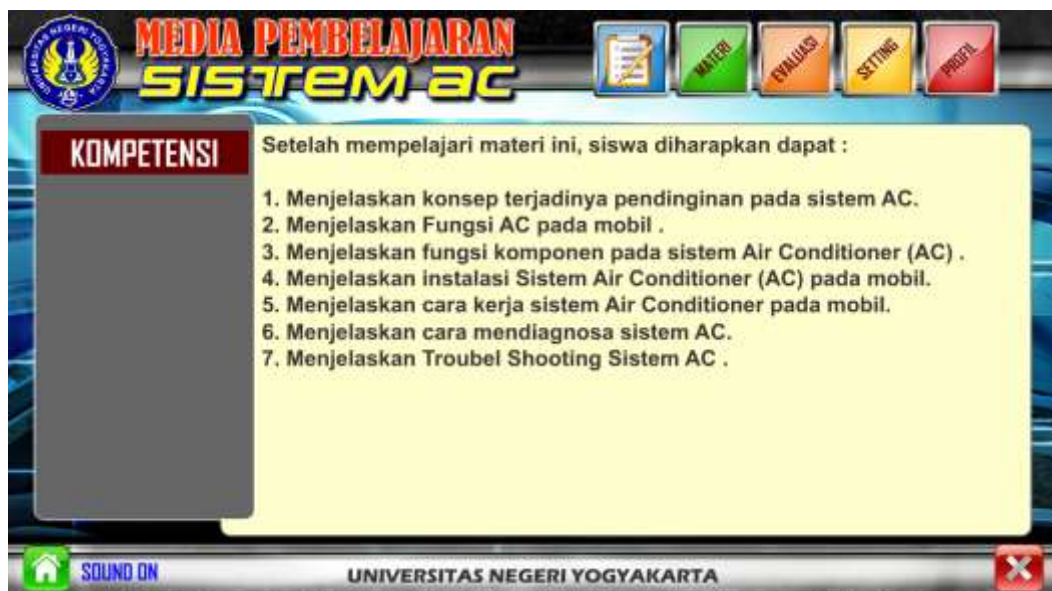 MEDIA PEMBELAJARAN
SISTEM AC
MATERI
EVALUASI
SETTING
PROFIL
UNIVERSITAS NEGERI YOGYAKARTA
KOMPETENSI
Setelah mempelajari materi ini, siswa diharapkan dapat :
1. Menjelaskan konsep terjadinya pendinginan pada sistem AC.
2. Menjelaskan Fungsi AC pada mobil .
3. Menjelaskan fungsi komponen pada sistem Air Conditioner (AC) .
4. Menjelaskan instalasi Sistem Air Conditioner (AC) pada mobil.
5. Menjelaskan cara kerja sistem Air Conditioner pada mobil.
6. Menjelaskan cara mendiagnosa sistem AC.
7. Menjelaskan Troubel Shooting Sistem AC .
SOUND ON
UNIVERSITAS NEGERI YOGYAKARTA